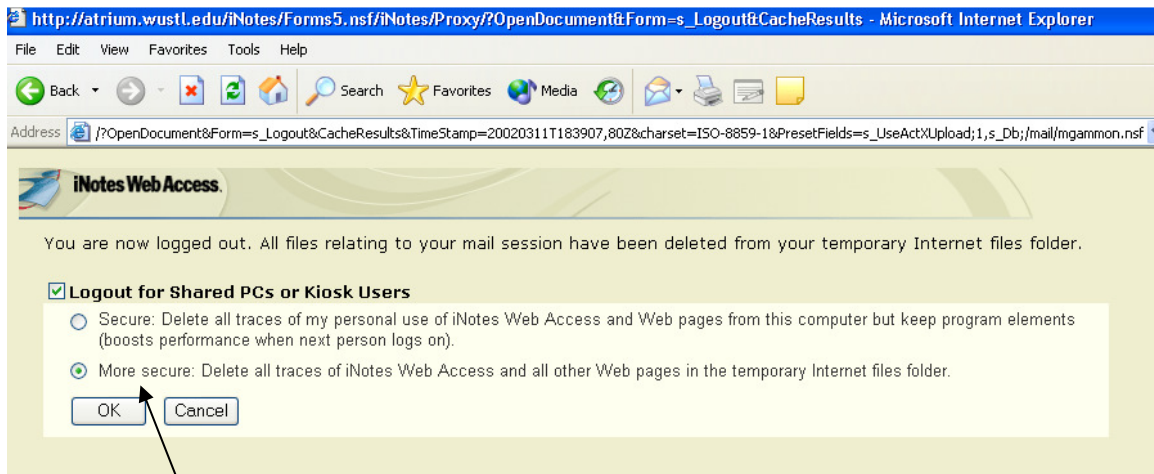 http://atrium.wustl.edu/iNotes/Forms5.nsf/iNotes/Proxy/?OpenDocument&Form=s_Logout&CacheResults - Microsoft Internet Explorer
File Edit View Favorites Tools Help
Back Search Favorites Media
Address /?OpenDocument&Form=s_Logout&CacheResults&TimeStamp=20020311T183907,80Z&charset=ISO-8859-1&PresetFields=s_UseActXUpload;1,s_Db;/mail/mgammon.nsf
iNotes Web Access.
You are now logged out. All files relating to your mail session have been deleted from your temporary Internet files folder.
Logout for Shared PCs or Kiosk Users
Secure: Delete all traces of my personal use of iNotes Web Access and Web pages from this computer but keep program elements
(boosts performance when next person logs on).
More secure: Delete all traces of iNotes Web Access and all other Web pages in the temporary Internet files folder.
OK Cancel